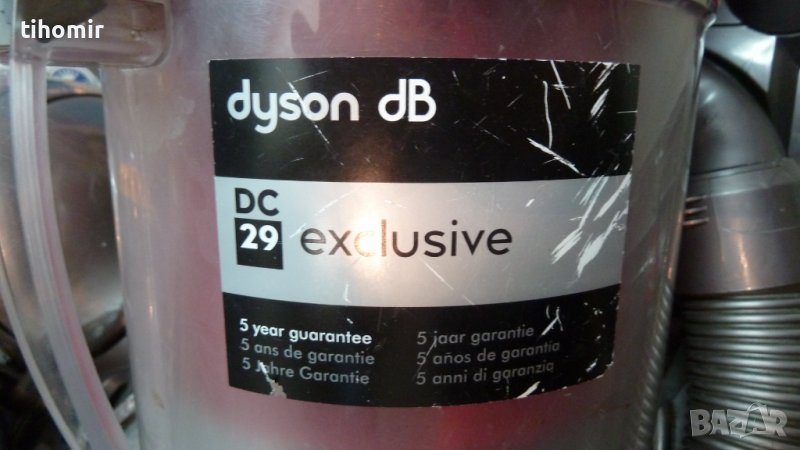 tihomir
dyson dB
DC
29 exclusive
5 year guarantee
5 ans de garantie
5 Jahre Garantie
5 jaar garantie
5 años de garantía
5 anni di garanzia
BAZAR